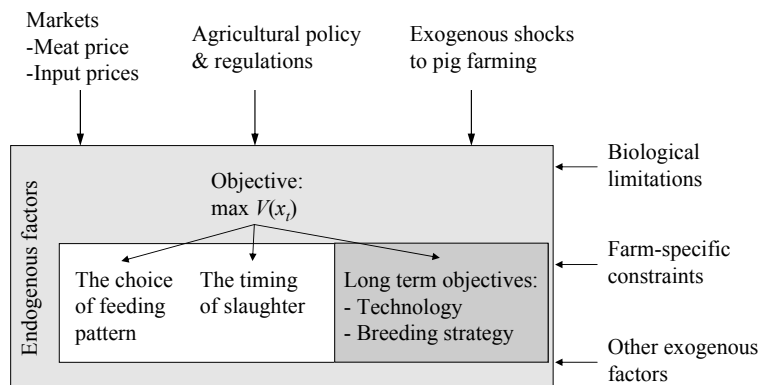 Markets
-Meat price
-Input prices
Agricultural policy
& regulations
Exogenous shocks
to pig farming
Biological
limitations
Endogenous factors
Objective:
max V(xₜ)
Farm-specific
constraints
The choice
of feeding
pattern
The timing
of slaughter
Long term objectives:
- Technology
- Breeding strategy
Other exogenous
factors